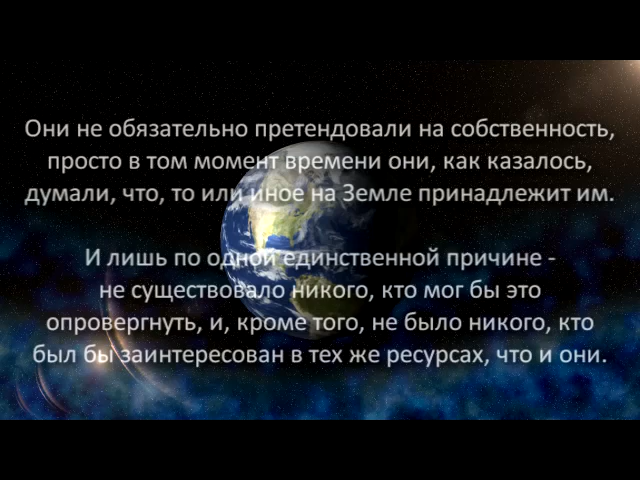 Они не обязательно претендовали на собственность,
просто в том момент времени они, как казалось,
думали, что, то или иное на Земле принадлежит им.
И лишь по одной единственной причине -
не существовало никого, кто мог бы это
опровергнуть, и, кроме того, не было никого, кто
был бы заинтересован в тех же ресурсах, что и они.